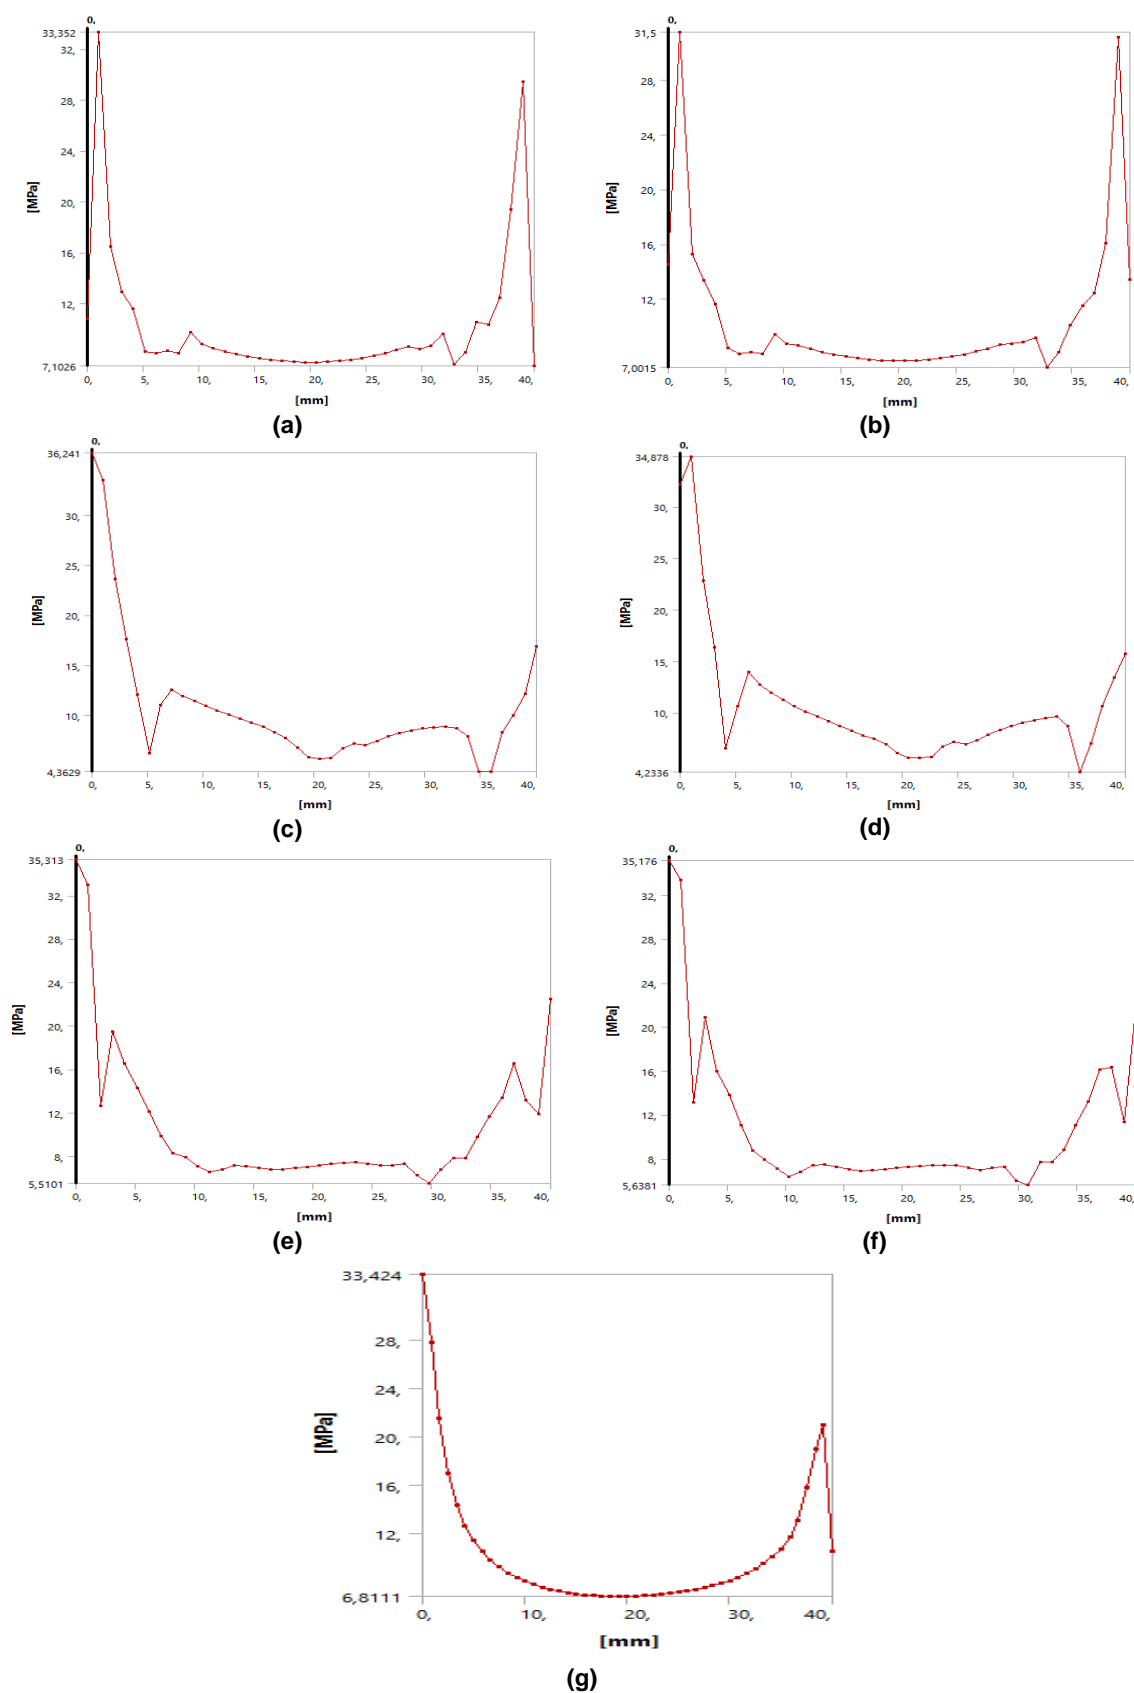 0,
33,352
32,
28,
24,
20,
16,
12,
7,1026
[MPa]
0, 5, 10, 15, 20, 25, 30, 35, 40,
[mm]
(a)
0,
31,5
28,
24,
20,
16,
12,
7,0015
[MPa]
0, 5, 10, 15, 20, 25, 30, 35, 40,
[mm]
(b)
0,
36,241
30,
25,
20,
15,
10,
4,3629
[MPa]
0, 5, 10, 15, 20, 25, 30, 35, 40,
[mm]
(c)
0,
34,878
30,
25,
20,
15,
10,
4,2336
[MPa]
0, 5, 10, 15, 20, 25, 30, 35, 40,
[mm]
(d)
0,
35,313
32,
28,
24,
20,
16,
12,
8,
5,5101
[MPa]
0, 5, 10, 15, 20, 25, 30, 35, 40,
[mm]
(e)
0,
35,176
32,
28,
24,
20,
16,
12,
8,
5,6381
[MPa]
0, 5, 10, 15, 20, 25, 30, 35, 40,
[mm]
(f)
33,424
28,
24,
20,
16,
12,
6,8111
[MPa]
0, 10, 20, 30, 40,
[mm]
(g)